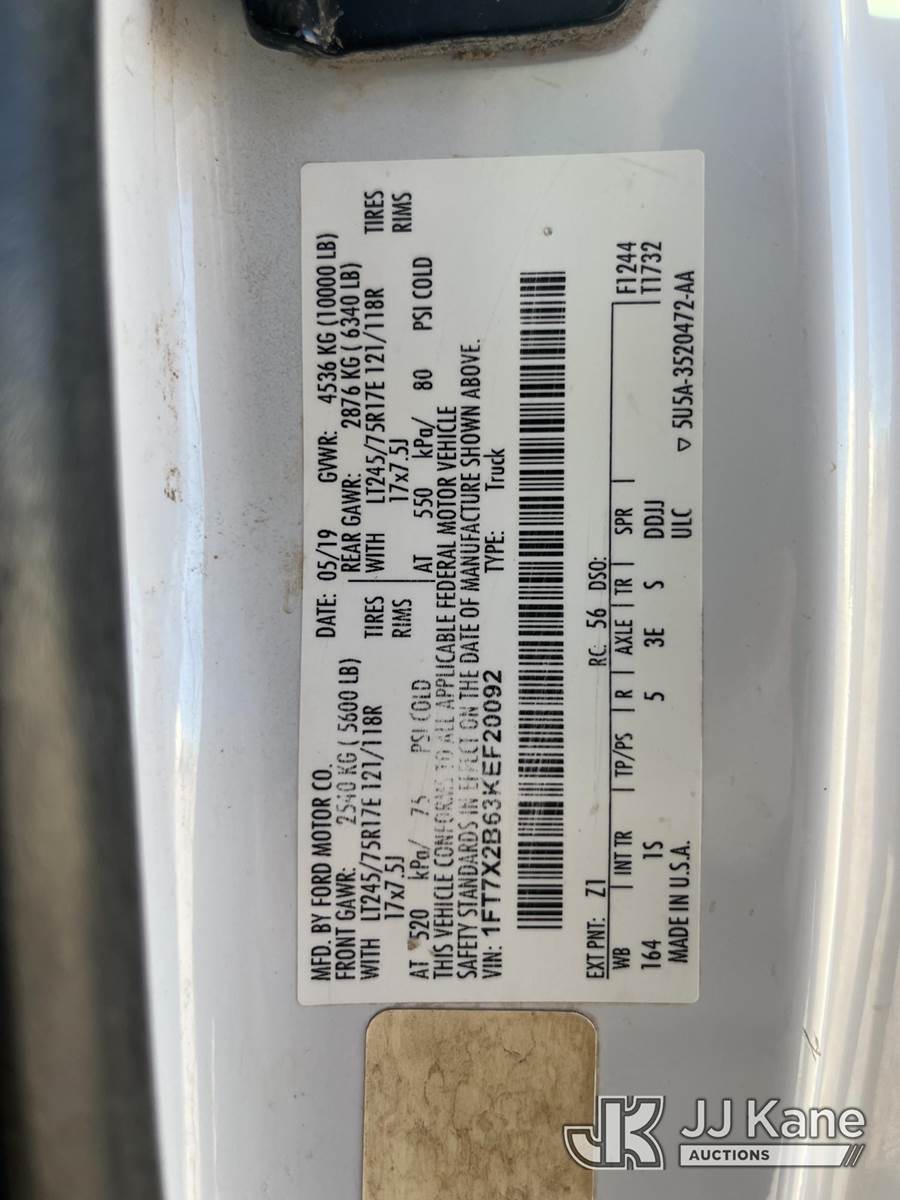 MFD. BY FORD MOTOR CO.
DATE: 05/19 GVWR: 4536 KG (10000 LB)
FRONT GAWR: 2540 KG ( 5600 LB) REAR GAWR: 2876 KG ( 6340 LB)
WITH LT245/75R17E 121/118R TIRES WITH LT245/75R17E 121/118R TIRES
17x7.5J RIMS 17x7.5J RIMS
AT 520 kPa/ 75 PSI COLD AT 550 kPa/ 80 PSI COLD
THIS VEHICLE CONFORMS TO ALL APPLICABLE FEDERAL MOTOR VEHICLE
SAFETY STANDARDS IN EFFECT ON THE DATE OF MANUFACTURE SHOWN ABOVE.
VIN: 1FT7X2B63KEF20092 TYPE: Truck
EXT PNT: Z1 RC: 56 DSO: F1244
WB INT TR TP/PS R AXLE TR SPR T1732
164 1S 5 3E S DDJJ
MADE IN U.S.A. ULC ▽ 5U5A-3520472-AA
JK JJ Kane
AUCTIONS